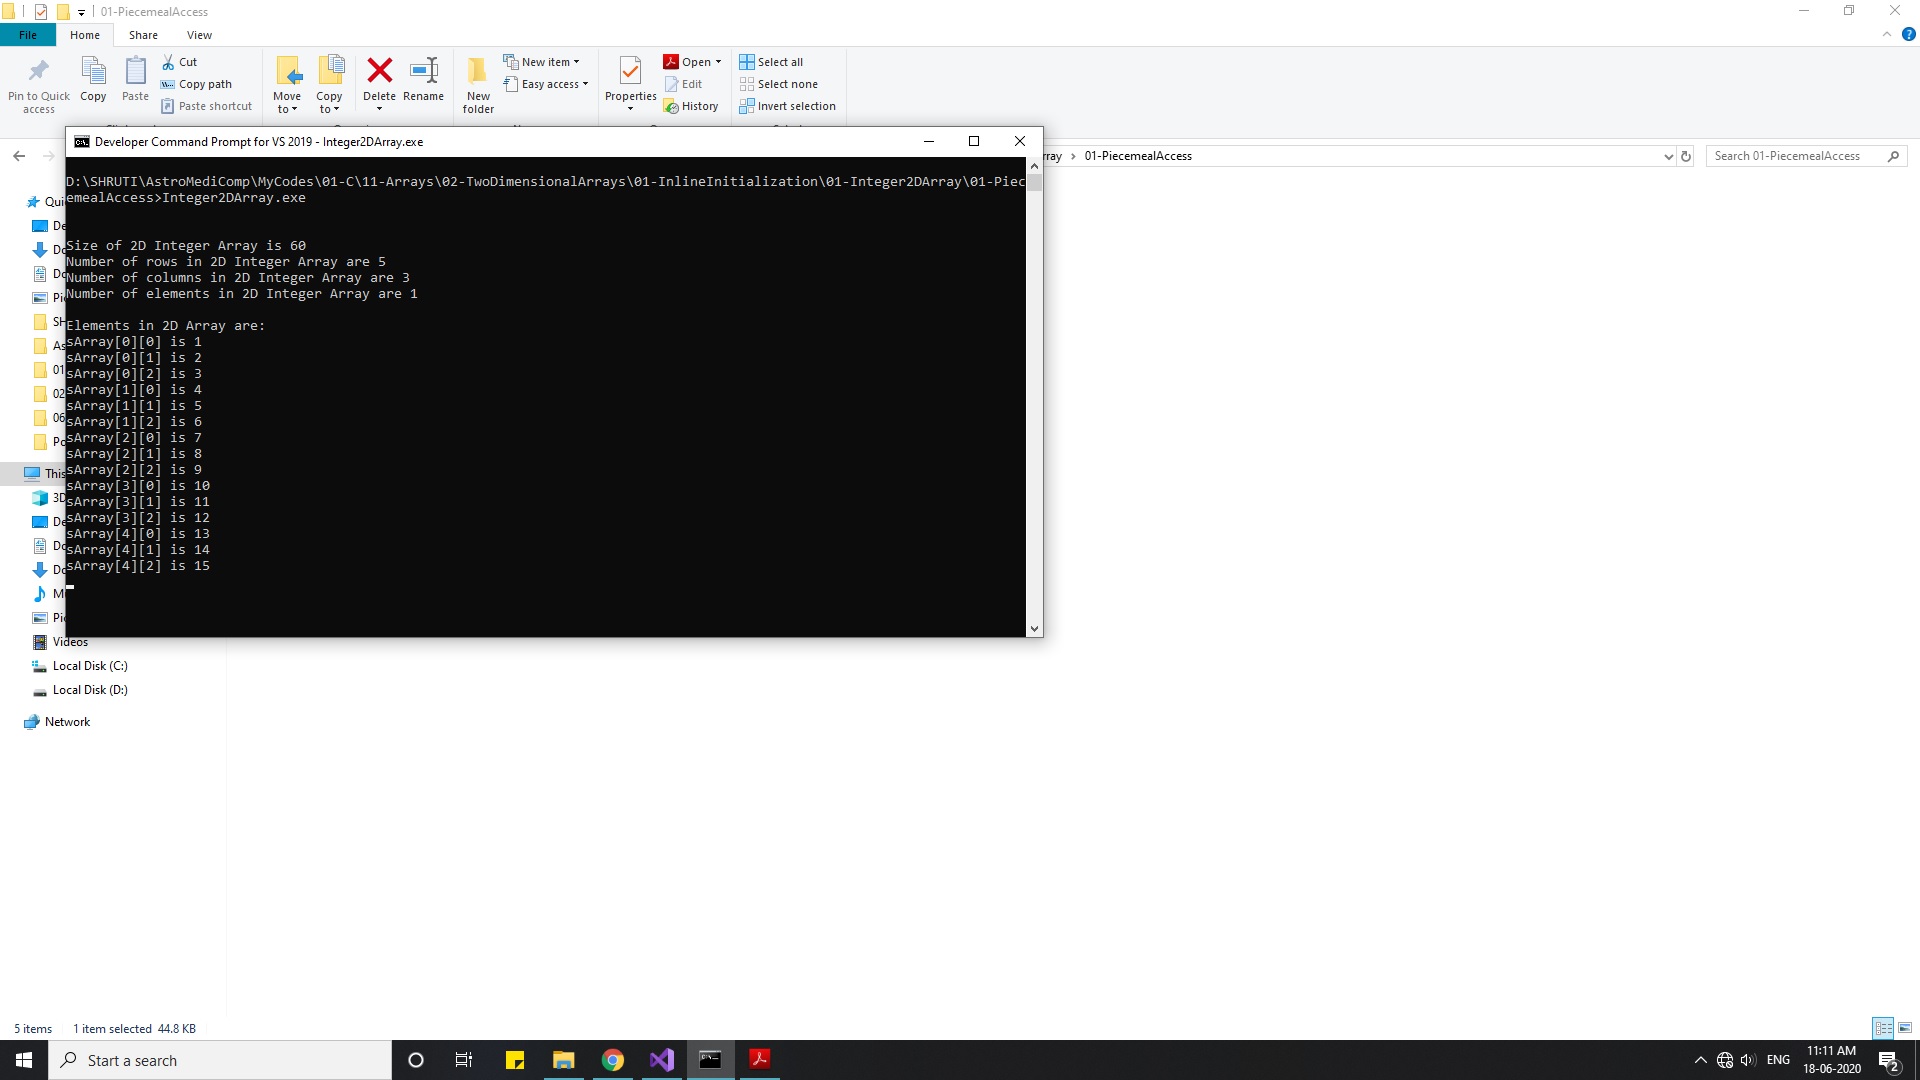 01-PiecemealAccess
File
Home
Share
View
Pin to Quick access
Copy
Paste
Cut
Copy path
Paste shortcut
Move to
Copy to
Delete
Rename
New folder
New item
Easy access
Properties
Open
Edit
History
Select all
Select none
Invert selection
Developer Command Prompt for VS 2019 - Integer2DArray.exe
rray > 01-PiecemealAccess
Search 01-PiecemealAccess
D:\SHRUTI\AstroMediComp\MyCodes\01-C\11-Arrays\02-TwoDimensionalArrays\01-InlineInitialization\01-Integer2DArray\01-Piec
emealAccess>Integer2DArray.exe
Size of 2D Integer Array is 60
Number of rows in 2D Integer Array are 5
Number of columns in 2D Integer Array are 3
Number of elements in 2D Integer Array are 1
Elements in 2D Array are:
sArray[0][0] is 1
sArray[0][1] is 2
sArray[0][2] is 3
sArray[1][0] is 4
sArray[1][1] is 5
sArray[1][2] is 6
sArray[2][0] is 7
sArray[2][1] is 8
sArray[2][2] is 9
sArray[3][0] is 10
sArray[3][1] is 11
sArray[3][2] is 12
sArray[4][0] is 13
sArray[4][1] is 14
sArray[4][2] is 15
Qui
De
Do
Do
Pi
SH
As
01
02
06
Po
This
3D
De
Do
Do
M
Pi
Videos
Local Disk (C:)
Local Disk (D:)
Network
5 items
1 item selected 44.8 KB
Start a search
ENG
11:11 AM
18-06-2020
2